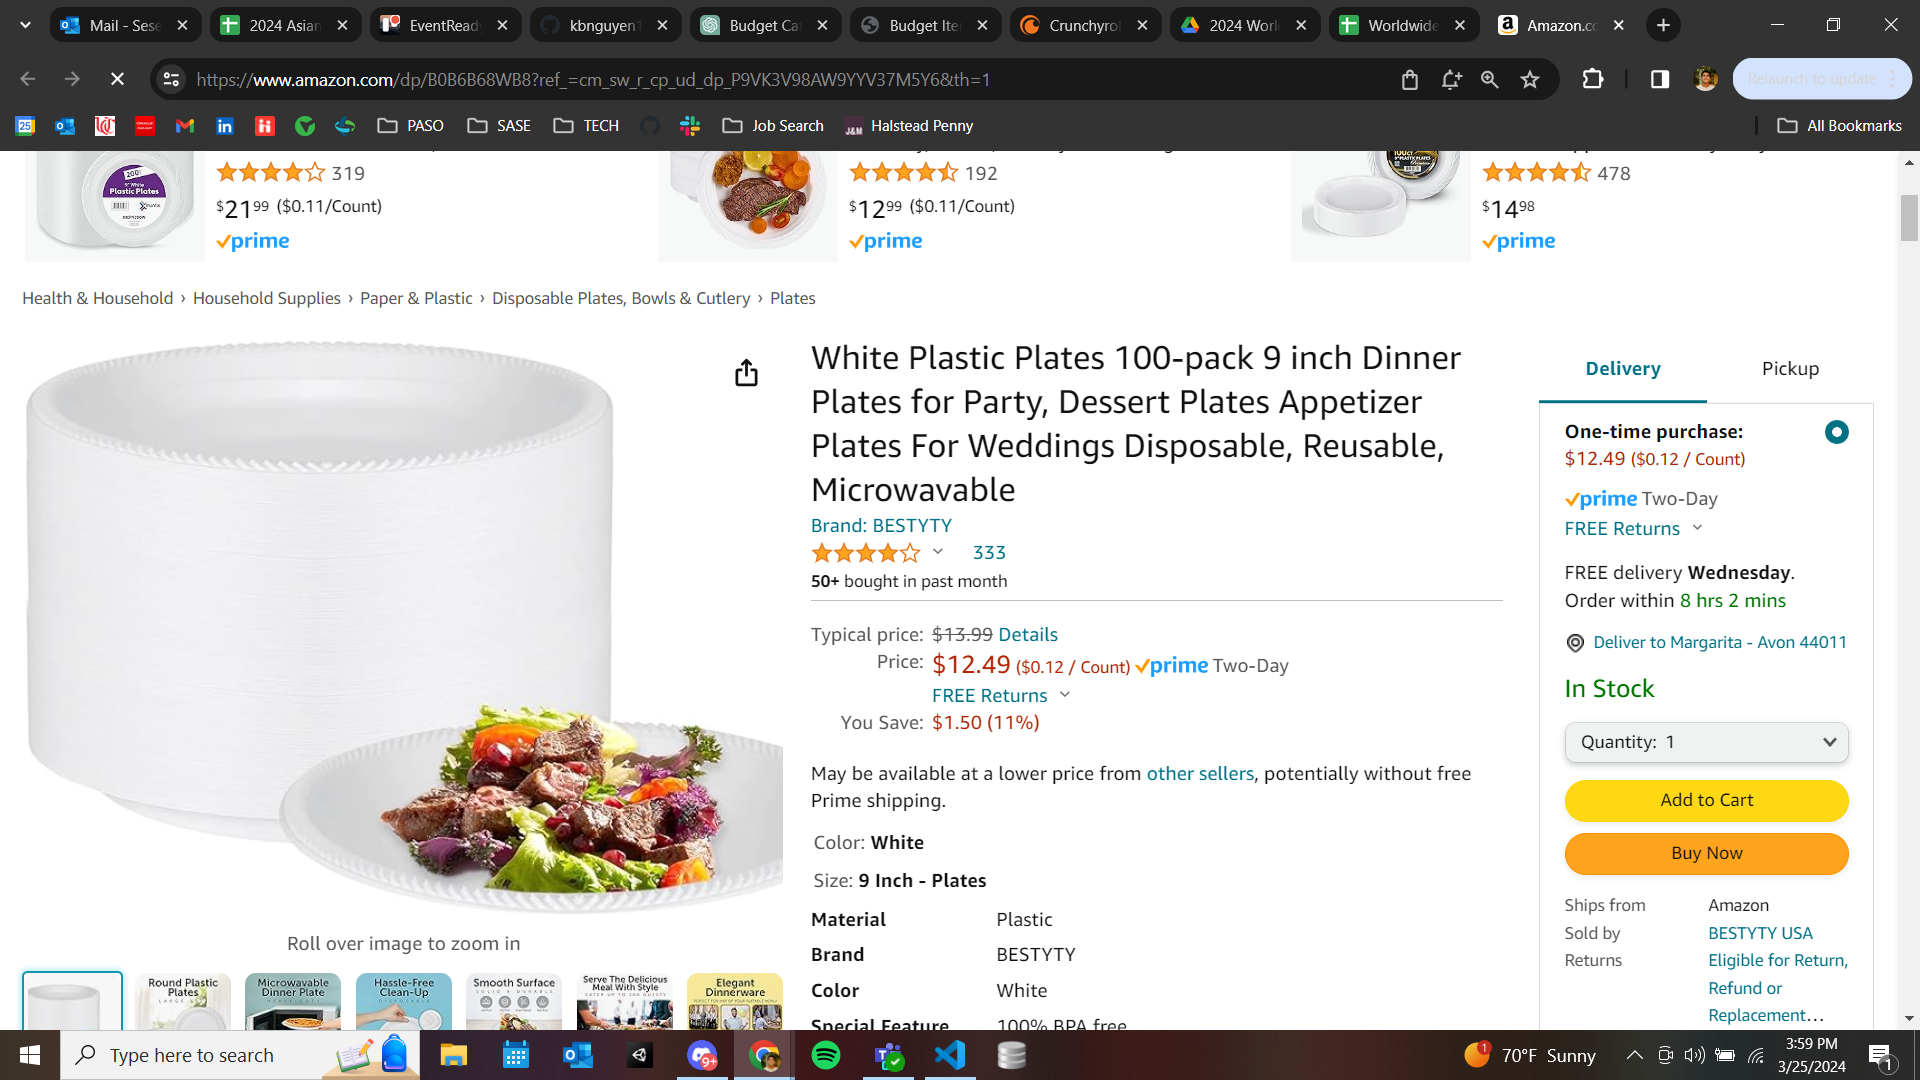 Mail - Sese
2024 Asian
EventRead
kbnguyen1
Budget Ca
Budget Ite
Crunchyrol
2024 Worl
Worldwide
Amazon.co
https://www.amazon.com/dp/B0B6B68WB8?ref_=cm_sw_r_cp_ud_dp_P9VK3V98AW9YYV37M5Y6&th=1
Relaunch to update
25
PASO
SASE
TECH
Job Search
J&M
Halstead Penny
All Bookmarks
200
9" White
Plastic Plates
319
$21 99 ($0.11/Count)
prime
192
$12 99 ($0.11/Count)
prime
478
$14 98
prime
Health & Household › Household Supplies › Paper & Plastic › Disposable Plates, Bowls & Cutlery › Plates
White Plastic Plates 100-pack 9 inch Dinner
Plates for Party, Dessert Plates Appetizer
Plates For Weddings Disposable, Reusable,
Microwavable
Brand: BESTYTY
333
50+ bought in past month
Typical price: $13.99 Details
Price: $12.49 ($0.12 / Count) prime Two-Day
FREE Returns
You Save: $1.50 (11%)
May be available at a lower price from other sellers, potentially without free
Prime shipping.
Color: White
Size: 9 Inch - Plates
Material Plastic
Brand BESTYTY
Color White
Special Feature 100% BPA free
Roll over image to zoom in
Round Plastic
Plates
Microwavable
Dinner Plate
Hassle-Free
Clean-Up
Smooth Surface
Serve The Delicious
Meal With Style
Elegant
Dinnerware
Delivery
Pickup
One-time purchase:
$12.49 ($0.12 / Count)
prime Two-Day
FREE Returns
FREE delivery Wednesday.
Order within 8 hrs 2 mins
Deliver to Margarita - Avon 44011
In Stock
Quantity: 1
Add to Cart
Buy Now
Ships from Amazon
Sold by BESTYTY USA
Returns Eligible for Return,
Refund or
Replacement…
Type here to search
9+
1
70°F Sunny
3:59 PM
3/25/2024
1